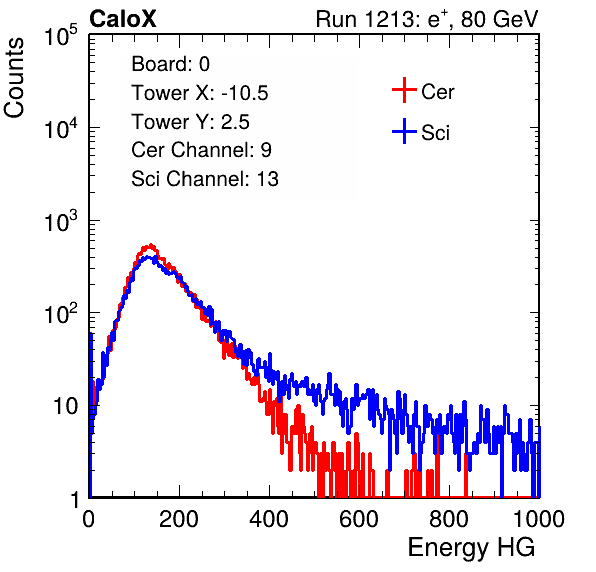 CaloX Run 1213: e⁺, 80 GeV
Counts
Board: 0
Tower X: -10.5
Tower Y: 2.5
Cer Channel: 9
Sci Channel: 13
Cer
Sci
10⁵
10⁴
10³
10²
10
1
0 200 400 600 800 1000
Energy HG